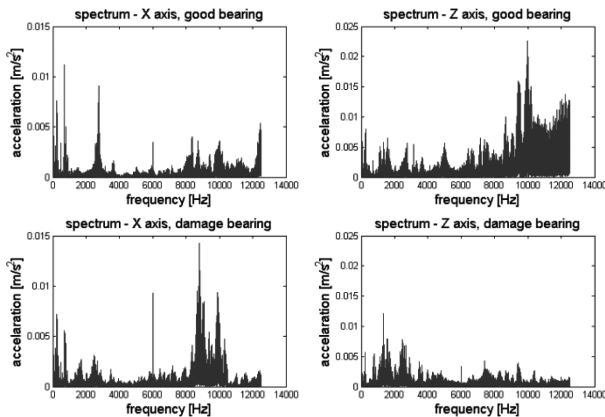 spectrum - X axis, good bearing
accelaration [m/s²]
0.015
0.01
0.005
0
0 2000 4000 6000 8000 10000 12000 14000
frequency [Hz]
spectrum - Z axis, good bearing
accelaration [m/s²]
0.025
0.02
0.015
0.01
0.005
0
0 2000 4000 6000 8000 10000 12000 14000
frequency [Hz]
spectrum - X axis, damage bearing
accelaration [m/s²]
0.015
0.01
0.005
0
0 2000 4000 6000 8000 10000 12000 14000
frequency [Hz]
spectrum - Z axis, damage bearing
accelaration [m/s²]
0.025
0.02
0.015
0.01
0.005
0
0 2000 4000 6000 8000 10000 12000 14000
frequency [Hz]